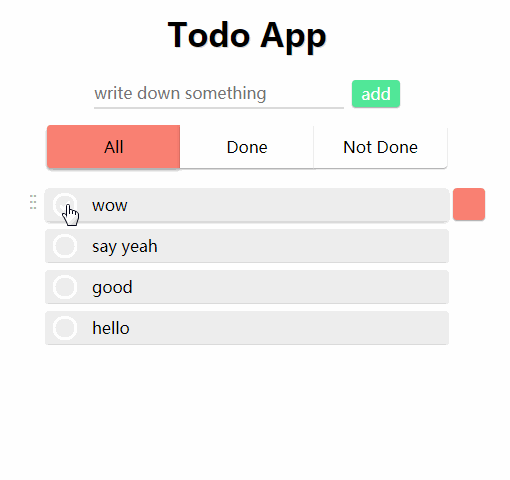 Todo App
write down something add
All Done Not Done
wow
say yeah
good
hello